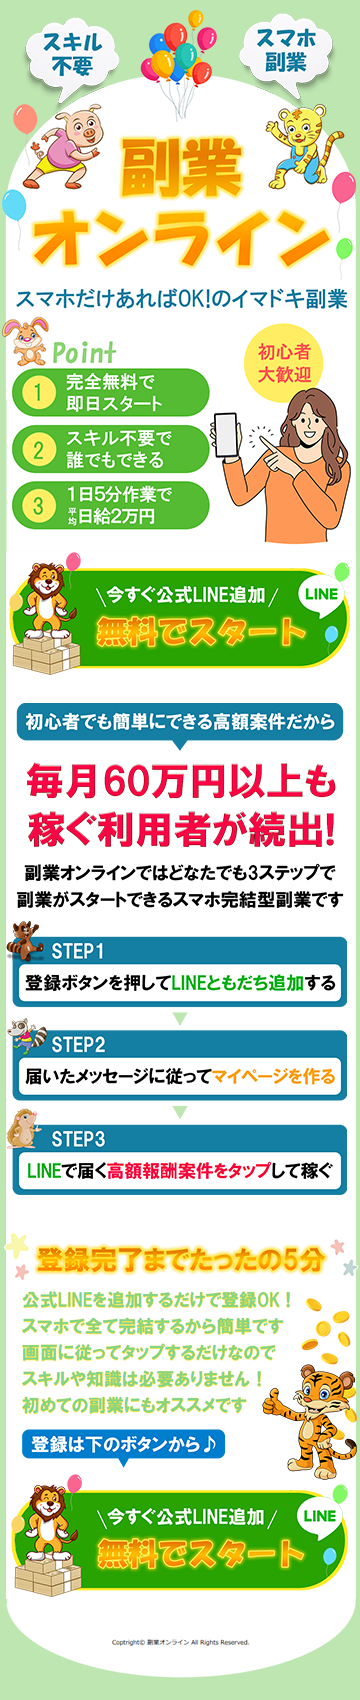 スキル
不要
スマホ
副業
副業
オンライン
スマホだけあればOK!のイマドキ副業
Point
初心者
大歓迎
1 完全無料で
即日スタート
2 スキル不要で
誰でもできる
3 1日5分作業で
平均日給2万円
\今すぐ公式LINE追加/
LINE
無料でスタート
初心者でも簡単にできる高額案件だから
毎月60万円以上も
稼ぐ利用者が続出!
副業オンラインではどなたでも3ステップで
副業がスタートできるスマホ完結型副業です
STEP1
登録ボタンを押してLINEともだち追加する
STEP2
届いたメッセージに従ってマイページを作る
STEP3
LINEで届く高額報酬案件をタップして稼ぐ
登録完了までたったの5分
公式LINEを追加するだけで登録OK！
スマホで全て完結するから簡単です
画面に従ってタップするだけなので
スキルや知識は必要ありません！
初めての副業にもオススメです
登録は下のボタンから♪
\今すぐ公式LINE追加/
LINE
無料でスタート
Coptright© 副業オンライン All Rights Reserved.